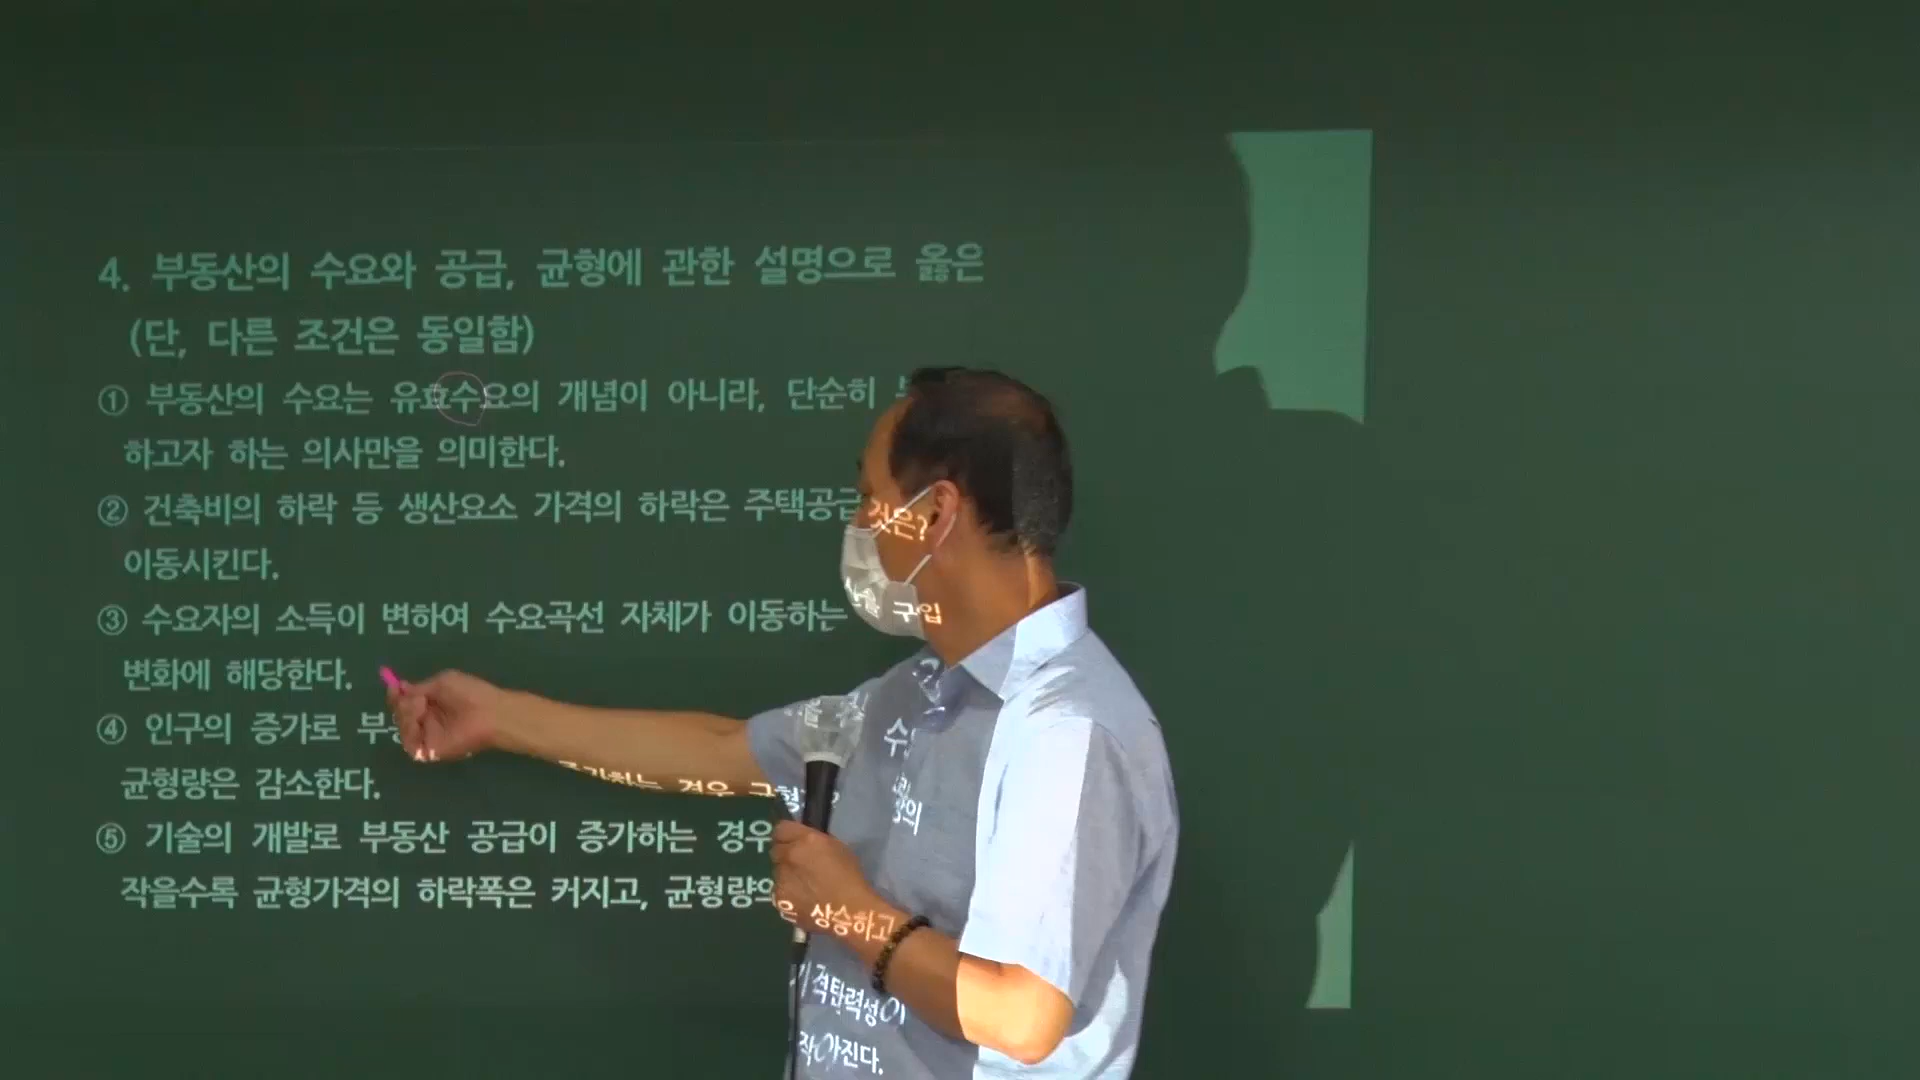 4. 부동산의 수요와 공급, 균형에 관한 설명으로 옳은 것은?
(단, 다른 조건은 동일함)
① 부동산의 수요는 유효수요의 개념이 아니라, 단순히 구입
하고자 하는 의사만을 의미한다.
② 건축비의 하락 등 생산요소 가격의 하락은 주택공급
이동시킨다.
③ 수요자의 소득이 변하여 수요곡선 자체가 이동하는 수 의
변화에 해당한다.
④ 인구의 증가로 증가하는 경우 상승하고
균형량은 감소한다.
⑤ 기술의 개발로 부동산 공급이 증가하는 경우 격탄력성이
작을수록 균형가격의 하락폭은 커지고, 균형량의 작아진다.